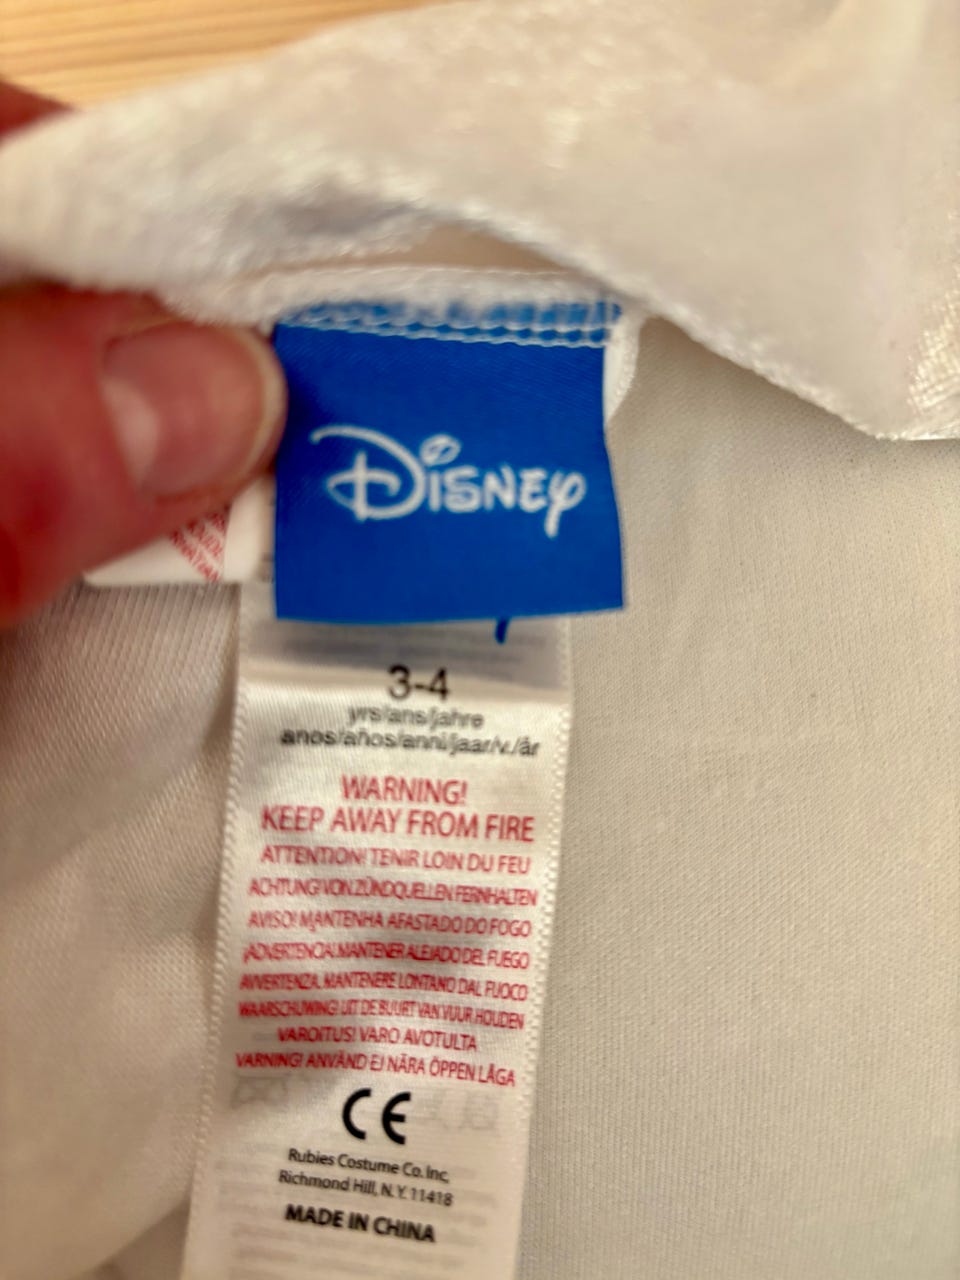 Disney
3-4
yrs/ans/jahre
anos/años/anni/jaar/v./år
WARNING!
KEEP AWAY FROM FIRE
ATTENTION! TENIR LOIN DU FEU
ACHTUNG! VON ZÜNDQUELLEN FERNHALTEN
AVISO! MANTENHA AFASTADO DO FOGO
¡ADVERTENCIA! MANTENER ALEJADO DEL FUEGO
AVVERTENZA. MANTENERE LONTANO DAL FUOCO
WAARSCHUWING! UIT DE BUURT VAN VUUR HOUDEN
VAROITUS! VARO AVOTULTA
VARNING! ANVÄND EJ NÄRA ÖPPEN LÅGA
CE
Rubies Costume Co. Inc,
Richmond Hill, N.Y. 11418
MADE IN CHINA